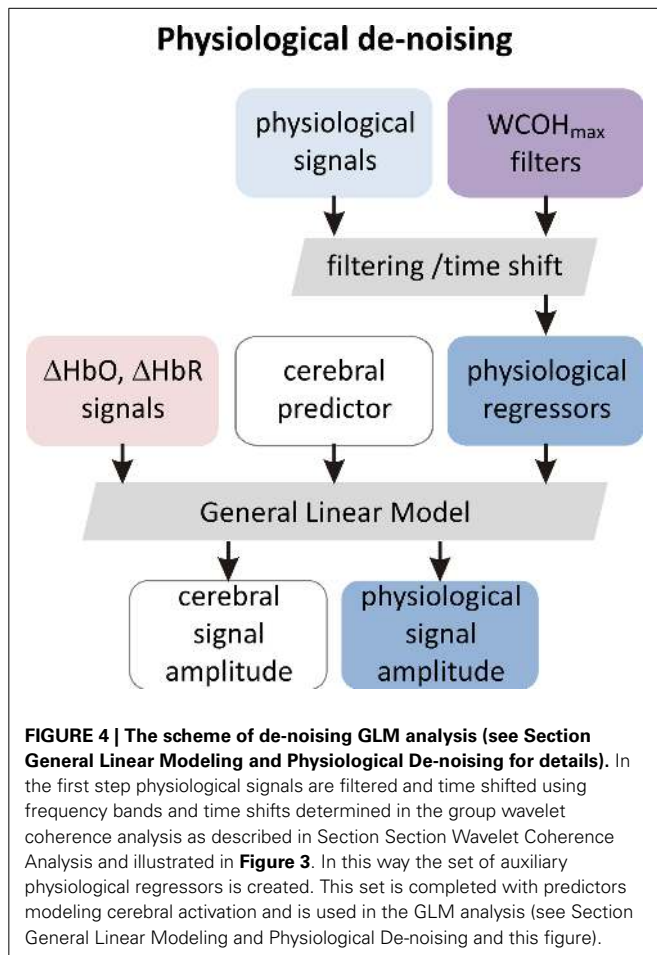 Physiological de-noising
physiological
signals
WCOHmax
filters
filtering /time shift
ΔHbO, ΔHbR
signals
cerebral
predictor
physiological
regressors
General Linear Model
cerebral
signal
amplitude
physiological
signal
amplitude
FIGURE 4 | The scheme of de-noising GLM analysis (see Section
General Linear Modeling and Physiological De-noising for details). In
the first step physiological signals are filtered and time shifted using
frequency bands and time shifts determined in the group wavelet
coherence analysis as described in Section Section Wavelet Coherence
Analysis and illustrated in Figure 3. In this way the set of auxiliary
physiological regressors is created. This set is completed with predictors
modeling cerebral activation and is used in the GLM analysis (see Section
General Linear Modeling and Physiological De-noising and this figure).